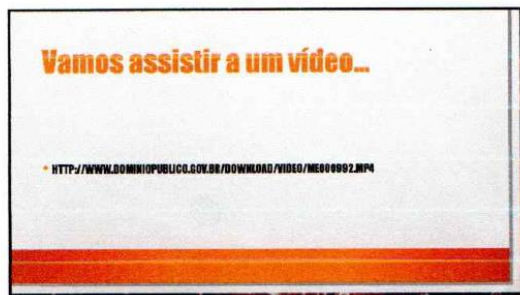 Vamos assistir a um vídeo...
• HTTP://WWW.DOMINIOPUBLICO.GOV.BR/DOWNLOAD/VIDEO/ME000992.MP4